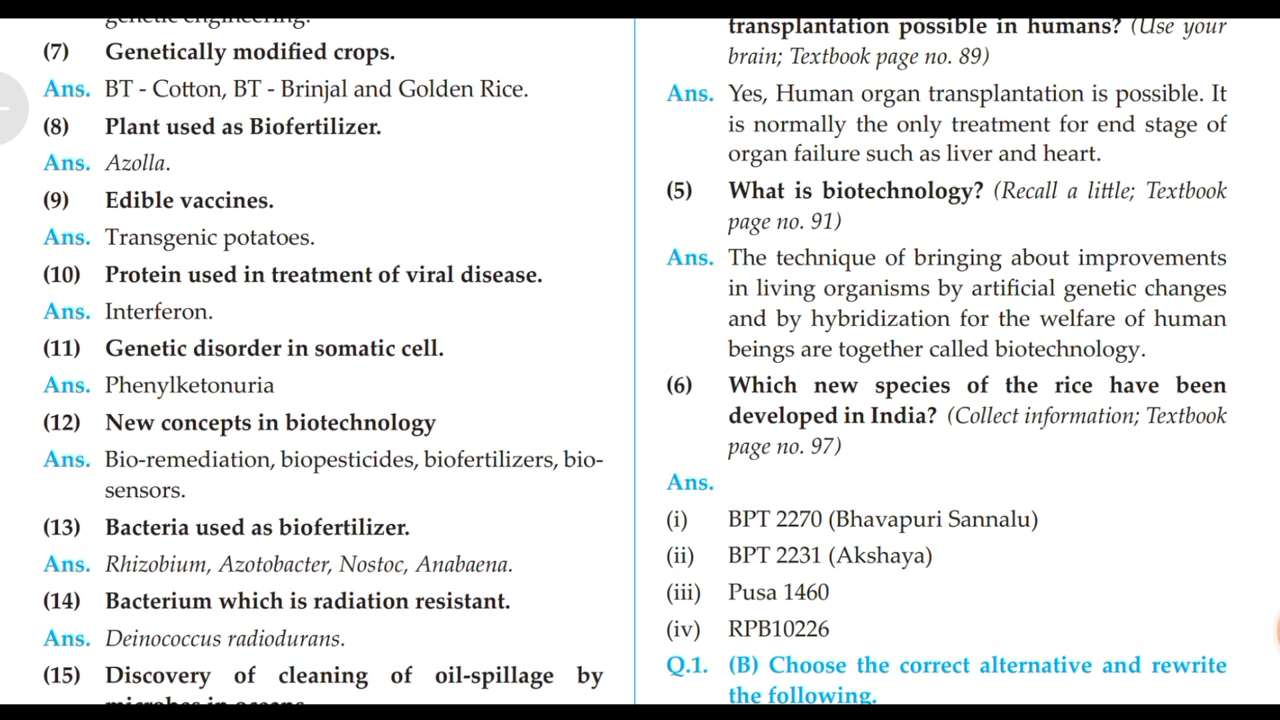 genetic engineering.
(7) Genetically modified crops.
Ans. BT - Cotton, BT - Brinjal and Golden Rice.
(8) Plant used as Biofertilizer.
Ans. Azolla.
(9) Edible vaccines.
Ans. Transgenic potatoes.
(10) Protein used in treatment of viral disease.
Ans. Interferon.
(11) Genetic disorder in somatic cell.
Ans. Phenylketonuria
(12) New concepts in biotechnology
Ans. Bio-remediation, biopesticides, biofertilizers, bio-
sensors.
(13) Bacteria used as biofertilizer.
Ans. Rhizobium, Azotobacter, Nostoc, Anabaena.
(14) Bacterium which is radiation resistant.
Ans. Deinococcus radiodurans.
(15) Discovery of cleaning of oil-spillage by
microbes in oceans
transplantation possible in humans? (Use your
brain; Textbook page no. 89)
Ans. Yes, Human organ transplantation is possible. It
is normally the only treatment for end stage of
organ failure such as liver and heart.
(5) What is biotechnology? (Recall a little; Textbook
page no. 91)
Ans. The technique of bringing about improvements
in living organisms by artificial genetic changes
and by hybridization for the welfare of human
beings are together called biotechnology.
(6) Which new species of the rice have been
developed in India? (Collect information; Textbook
page no. 97)
Ans.
(i) BPT 2270 (Bhavapuri Sannalu)
(ii) BPT 2231 (Akshaya)
(iii) Pusa 1460
(iv) RPB10226
Q.1. (B) Choose the correct alternative and rewrite
the following.